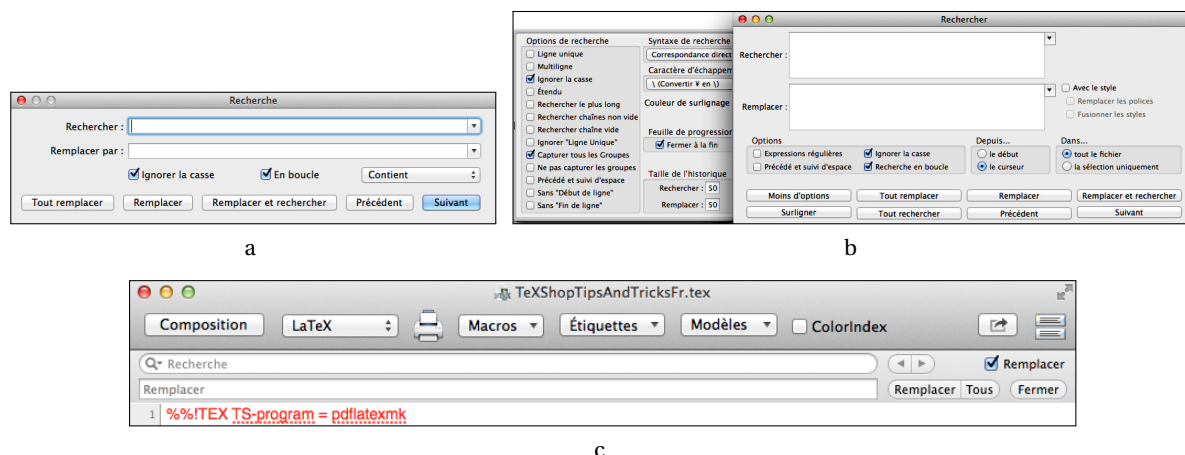 Recherche
Rechercher :
Remplacer par :
Ignorer la casse En boucle Contient
Tout remplacer Remplacer Remplacer et rechercher Précédent Suivant
a
Options de recherche
Ligne unique
Multiligne
Ignorer la casse
Étendu
Rechercher le plus long
Rechercher chaînes non vide
Rechercher chaîne vide
Ignorer "Ligne Unique"
Capturer tous les Groupes
Ne pas capturer les groupes
Précédé et suivi d'espace
Sans "Début de ligne"
Sans "Fin de ligne"
Syntaxe de recherche
Correspondance direct
Caractère d'échappem
\ (Convertir ¥ en \)
Couleur de surlignage
Feuille de progression
Fermer à la fin
Taille de l'historique
Rechercher : 50
Remplacer : 50
Rechercher
Rechercher :
Remplacer :
Avec le style
Remplacer les polices
Fusionner les styles
Options Depuis... Dans...
Expressions régulières Ignorer la casse le début tout le fichier
Précédé et suivi d'espace Recherche en boucle le curseur la sélection uniquement
Moins d'options Tout remplacer Remplacer Remplacer et rechercher
Surligner Tout rechercher Précédent Suivant
b
TeXShopTipsAndTricksFr.tex
Composition LaTeX Macros Étiquettes Modèles ColorIndex
Recherche Remplacer
Remplacer Remplacer Tous Fermer
1 %%!TEX TS-program = pdflatexmk
c